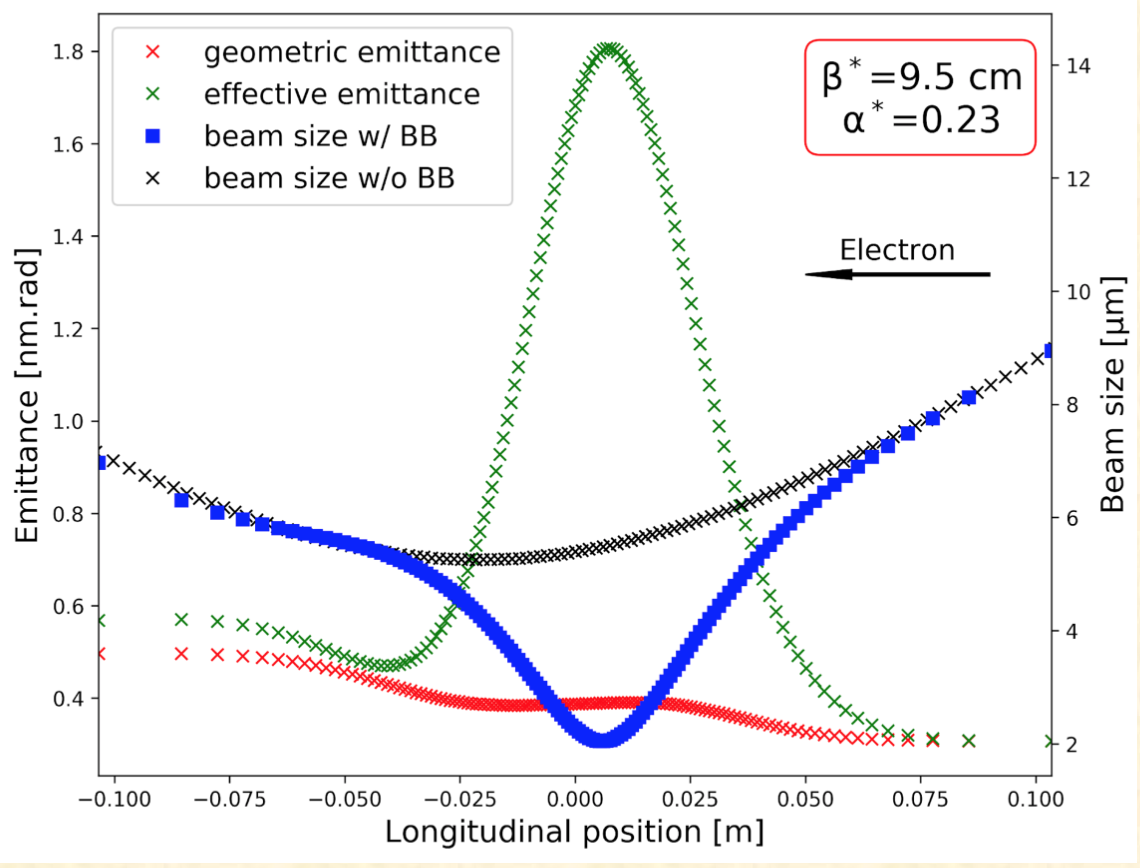 geometric emittance
effective emittance
beam size w/ BB
beam size w/o BB
β*=9.5 cm
α*=0.23
Electron
Emittance [nm.rad]
1.8
1.6
1.4
1.2
1.0
0.8
0.6
0.4
Beam size [μm]
14
12
10
8
6
4
2
−0.100 −0.075 −0.050 −0.025 0.000 0.025 0.050 0.075 0.100
Longitudinal position [m]